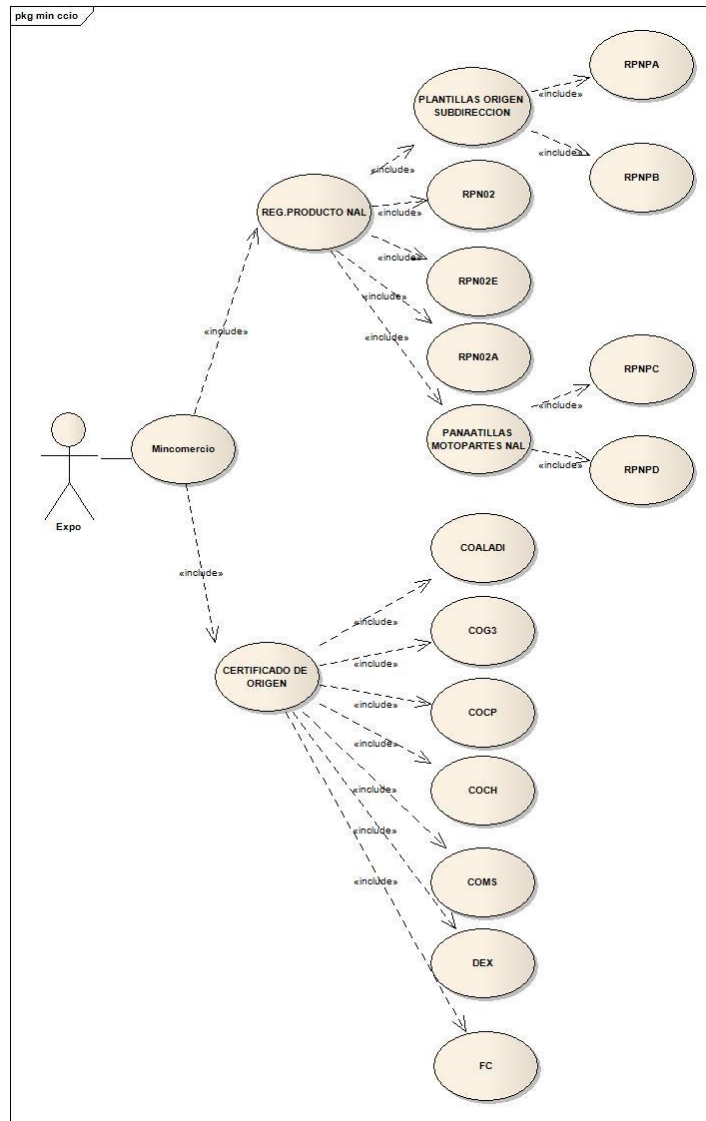 pkg min ccio
RPNPA
PLANTILLAS ORIGEN
SUBDIRECCION
«include»
«include»
RPNPB
«include»
RPN02
REG.PRODUCTO NAL
«include»
«include»
RPN02E
«include»
«include»
«include»
RPN02A
RPNPC
«include»
PANAATILLAS
MOTOPARTES NAL
Mincomercio
«include»
RPNPD
Expo
COALADI
«include»
«include»
COG3
«include»
CERTIFICADO DE
ORIGEN
«include»
COCP
«include»
COCH
«include»
«include»
COMS
«include»
DEX
FC